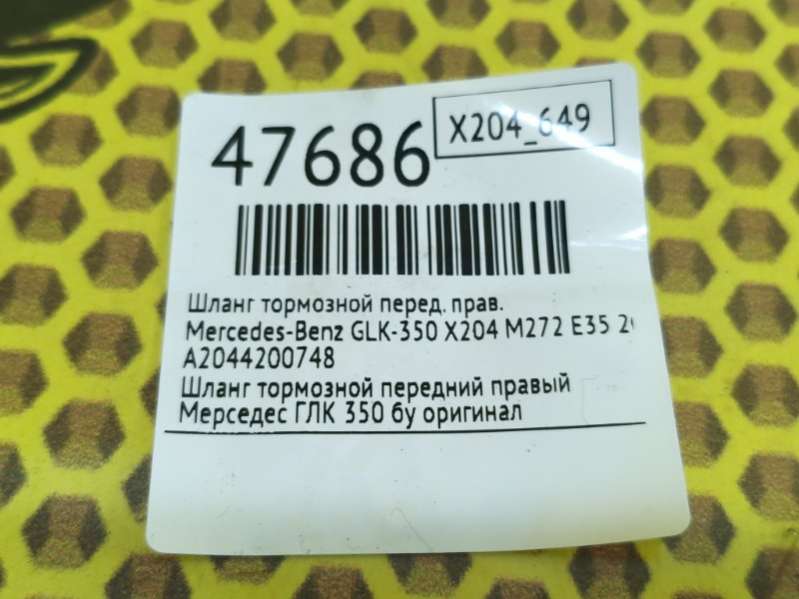 47686
X204_649
Шланг тормозной перед. прав.
Mercedes-Benz GLK-350 X204 M272 E35
A2044200748
Шланг тормозной передний правый
Мерседес ГЛК 350 бу оригинал